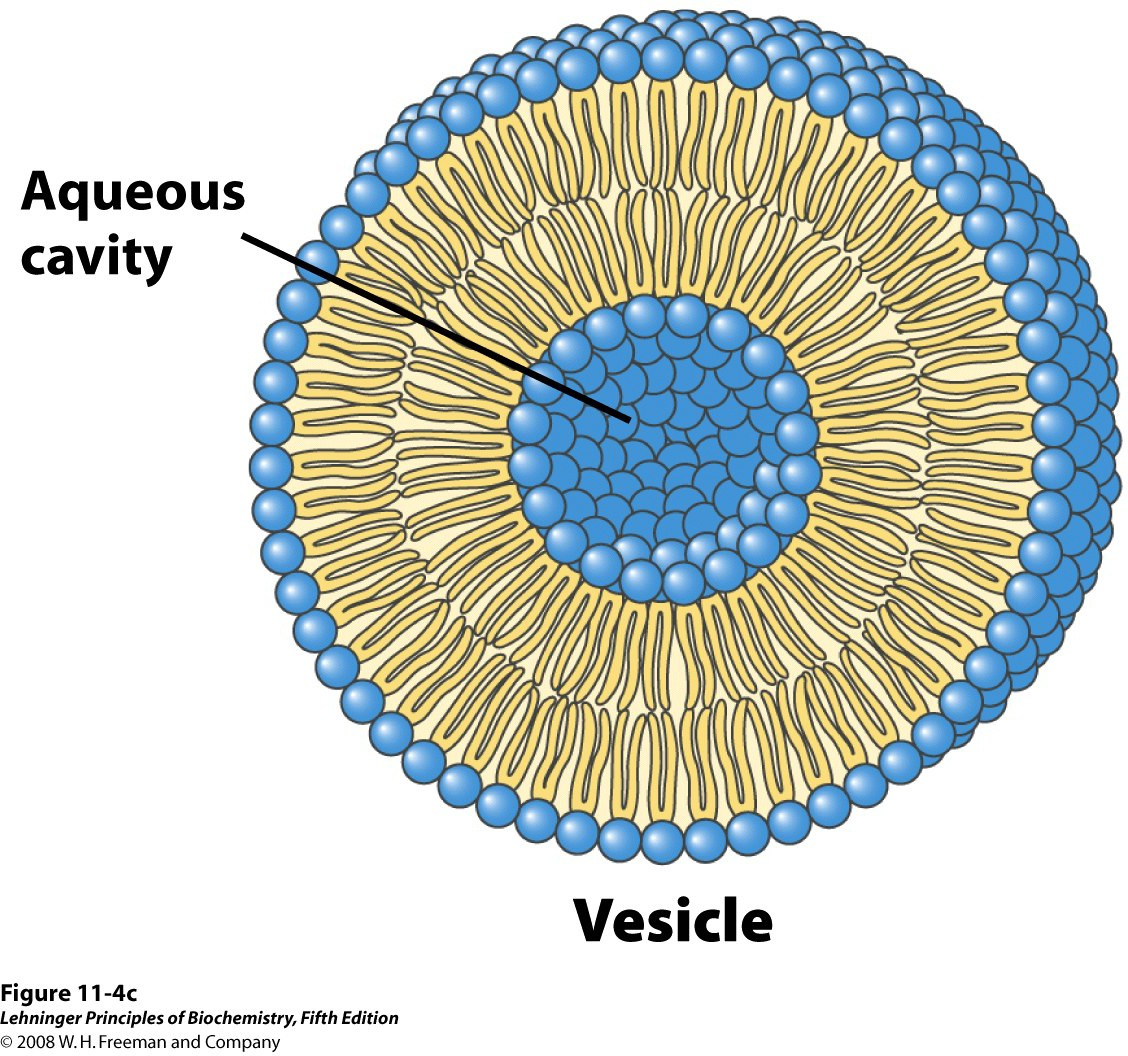 Aqueous
cavity
Vesicle
Figure 11-4c
Lehninger Principles of Biochemistry, Fifth Edition
© 2008 W. H. Freeman and Company